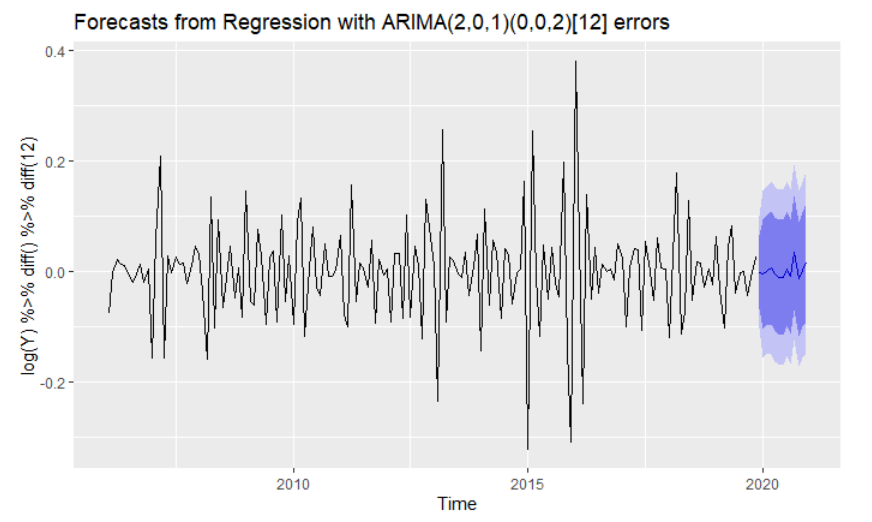 Forecasts from Regression with ARIMA(2,0,1)(0,0,2)[12] errors
0.4
0.2
0.0
-0.2
log(Y) %>% diff() %>% diff(12)
2010
2015
2020
Time